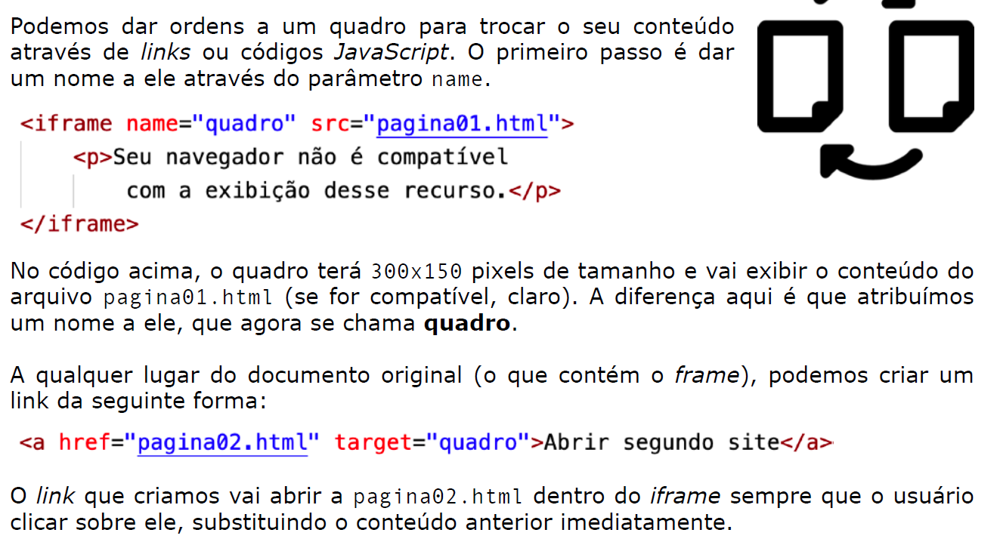 Podemos dar ordens a um quadro para trocar o seu conteúdo
através de links ou códigos JavaScript. O primeiro passo é dar
um nome a ele através do parâmetro name.
<iframe name="quadro" src="pagina01.html">
<p>Seu navegador não é compatível
com a exibição desse recurso.</p>
</iframe>
No código acima, o quadro terá 300x150 pixels de tamanho e vai exibir o conteúdo do
arquivo pagina01.html (se for compatível, claro). A diferença aqui é que atribuímos
um nome a ele, que agora se chama quadro.
A qualquer lugar do documento original (o que contém o frame), podemos criar um
link da seguinte forma:
<a href="pagina02.html" target="quadro">Abrir segundo site</a>
O link que criamos vai abrir a pagina02.html dentro do iframe sempre que o usuário
clicar sobre ele, substituindo o conteúdo anterior imediatamente.